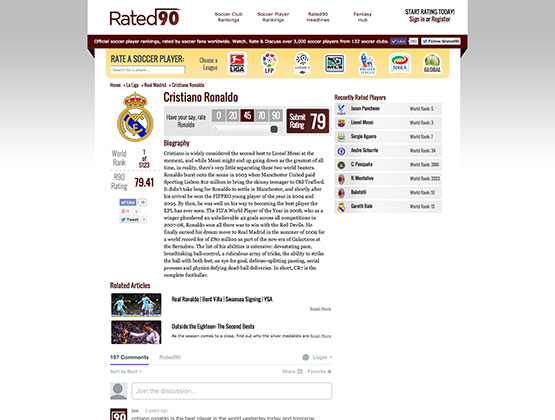 Rated90
Soccer Club
Rankings
Soccer Player
Rankings
Rated90
Headlines
Fantasy
Hub
START RATING TODAY!
Sign in or Register
Official soccer player rankings, rated by soccer fans worldwide. Watch, Rate & Discuss over 3,000 soccer players from 132 soccer clubs.
Like
Follow @rated90
RATE A SOCCER PLAYER:
Search for a player...
Choose a
League
BUNDESLIGA
LFP
MLS
SERIE A
GLOBAL
Home » La Liga » Real Madrid » Cristiano Ronaldo
Cristiano Ronaldo
Have your say, rate
Ronaldo
0 20 45 70 90
Submit
Rating
79
World
Rank
1
of
5123
R90
Rating
79.41
Like
Tweet
Biography
Cristiano is widely considered the second best to Lionel Messi at the
moment, and while Messi might end up being down as the greatest of all
time, in reality, there's very little separating those two beasts.
Ronaldo burst onto the scene in 2003 when Manchester United paid
Sporting Lisbon $12 million to bring the skinny teenager to Old Trafford.
It didn't take long for Ronaldo to settle in Manchester, and shortly after
his arrival he won the FIFPRO young player of the year in 2004 and
2005. By then, he was well on his way to becoming the best player the
EPL has ever seen. The FIFA World Player of the Year in 2008, who as a
winger plundered an unbelievable 42 goals across all competitions in
2007-08, Ronaldo won all there was to win with the Red Devils. He
finally earned his dream move to Real Madrid in the summer of 2009 for
a world record fee of £80 million as part of the new era of Galacticos at
the Bernabeu. The list of his abilities is extensive: devastating pace,
breathtaking ball-control, a ridiculous array of tricks, the ability to strike
the ball with both feet, an eye for goal, defense-splitting passing, aerial
prowess and physics defying dead-ball deliveries. In short, CR7 is the
complete footballer.
Recently Rated Players
Jason Puncheon World Rank: 5
Lionel Messi World Rank: 3
Sergio Aguero World Rank: 7
Andre Schurrle World Rank: 34
C. Pasquato World Rank: 3185
R Montolivo World Rank: 3323
Balotelli World Rank: 17
Gareth Bale World Rank: 13
Related Articles
Real Ronaldo | Bent Villa | Swansea Signing | YSA
Read More
Outside the Eighteen: The Second Bests
As the season comes to a close, find out who the silver medalists are Read More
197 Comments
Rated90
Login
Sort by Best
Share
Favorite
Join the discussion...
joe
2 years ago
cristiano ronaldo is the best player in the world yesterday today and tomorrow